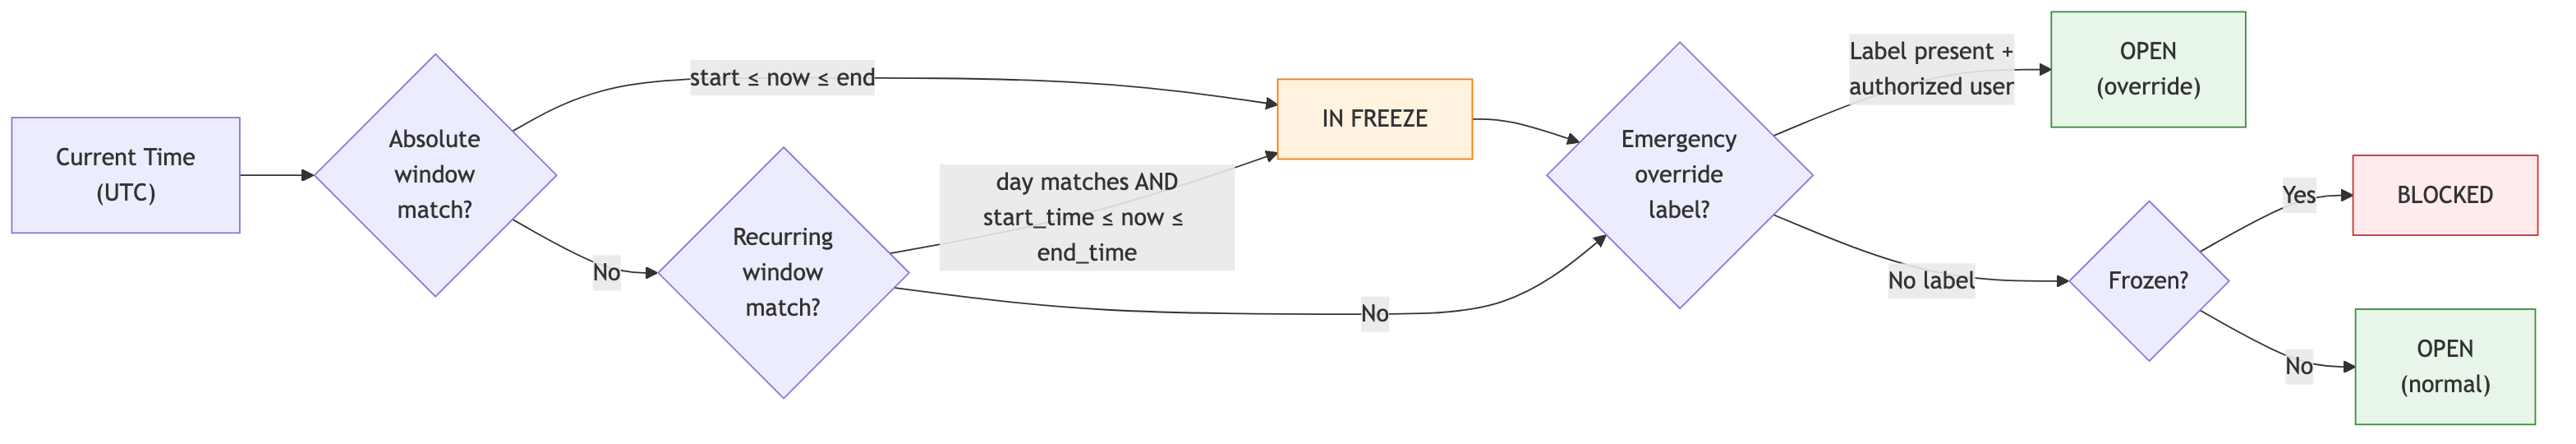 Current Time
(UTC)
Absolute
window
match?
start ≤ now ≤ end
No
Recurring
window
match?
day matches AND
start_time ≤ now ≤
end_time
No
IN FREEZE
Emergency
override
label?
Label present +
authorized user
No label
OPEN
(override)
Frozen?
Yes
BLOCKED
No
OPEN
(normal)